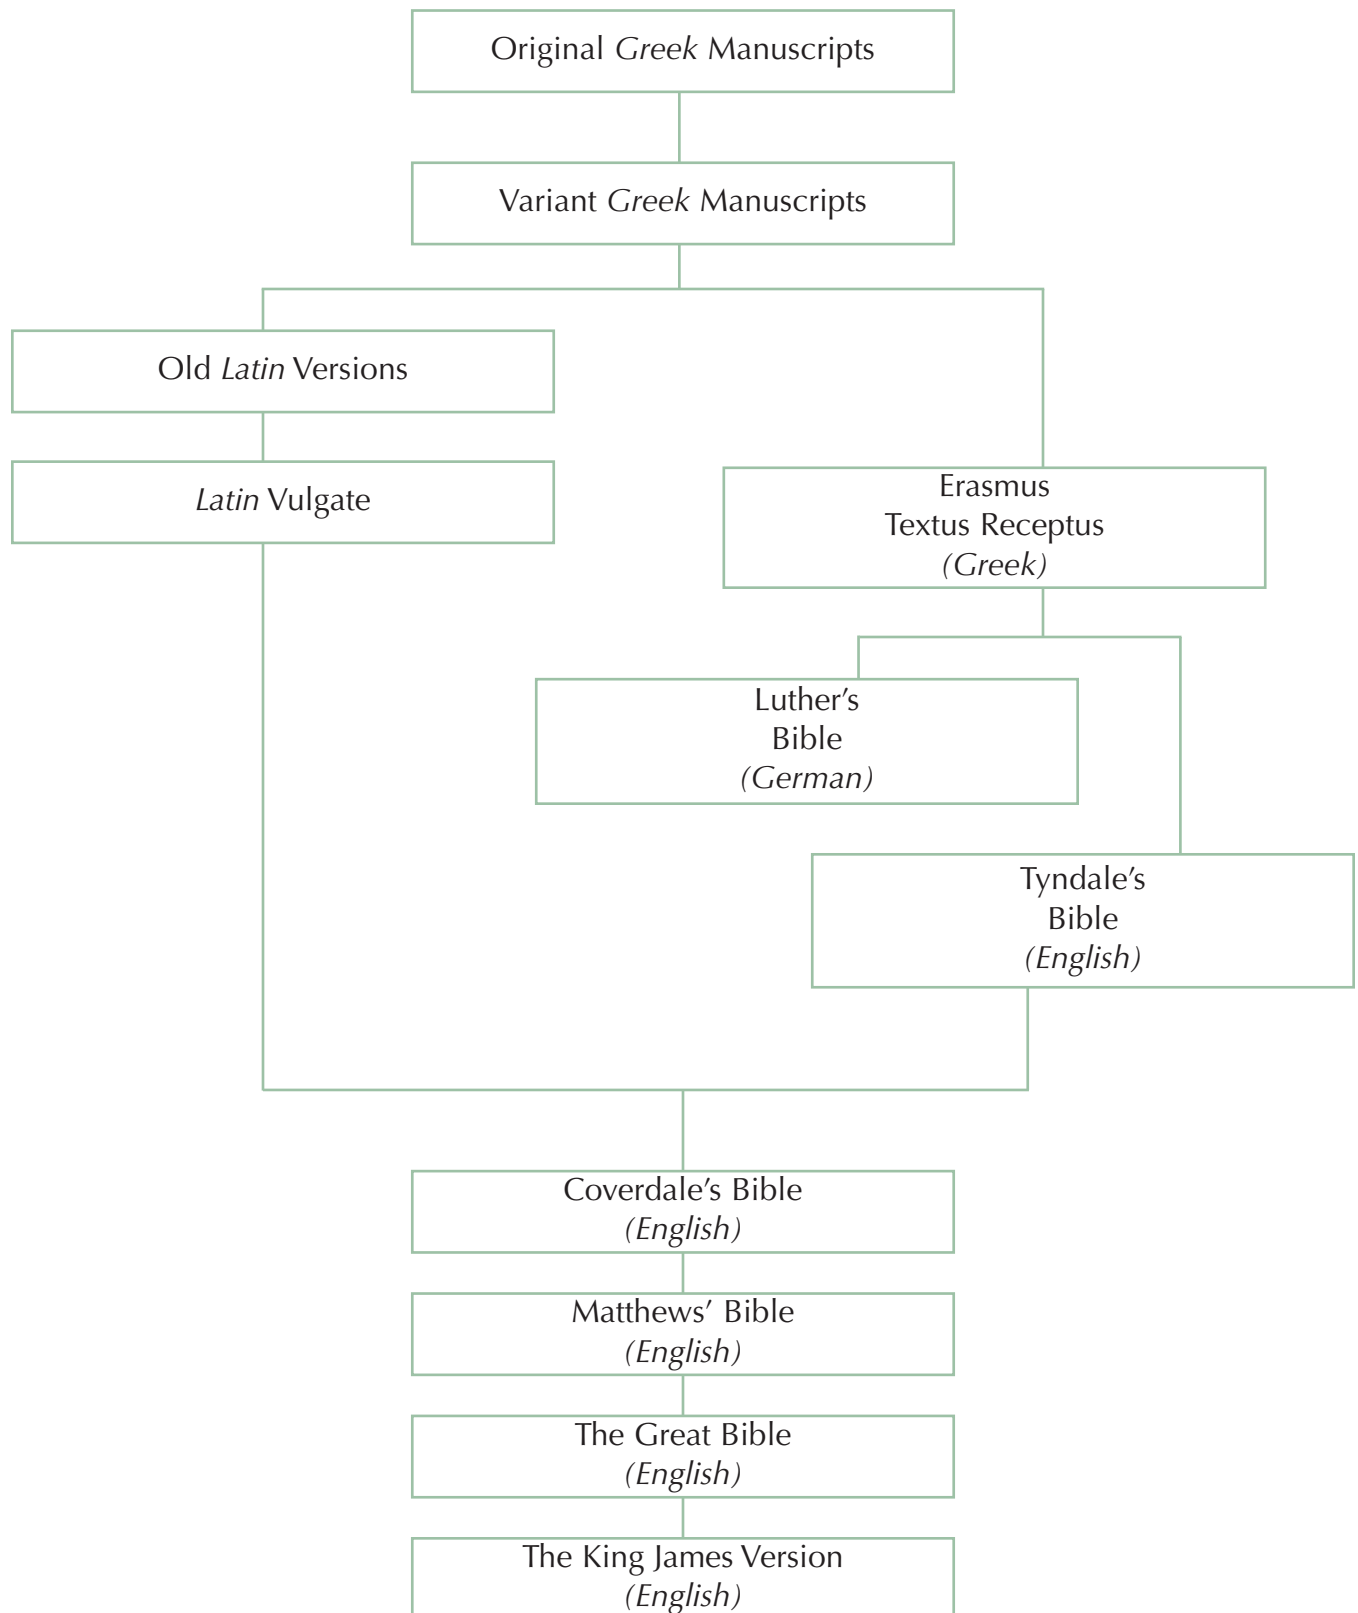 Original Greek Manuscripts
Variant Greek Manuscripts
Old Latin Versions
Latin Vulgate
Erasmus
Textus Receptus
(Greek)
Luther’s
Bible
(German)
Tyndale’s
Bible
(English)
Coverdale’s Bible
(English)
Matthews’ Bible
(English)
The Great Bible
(English)
The King James Version
(English)